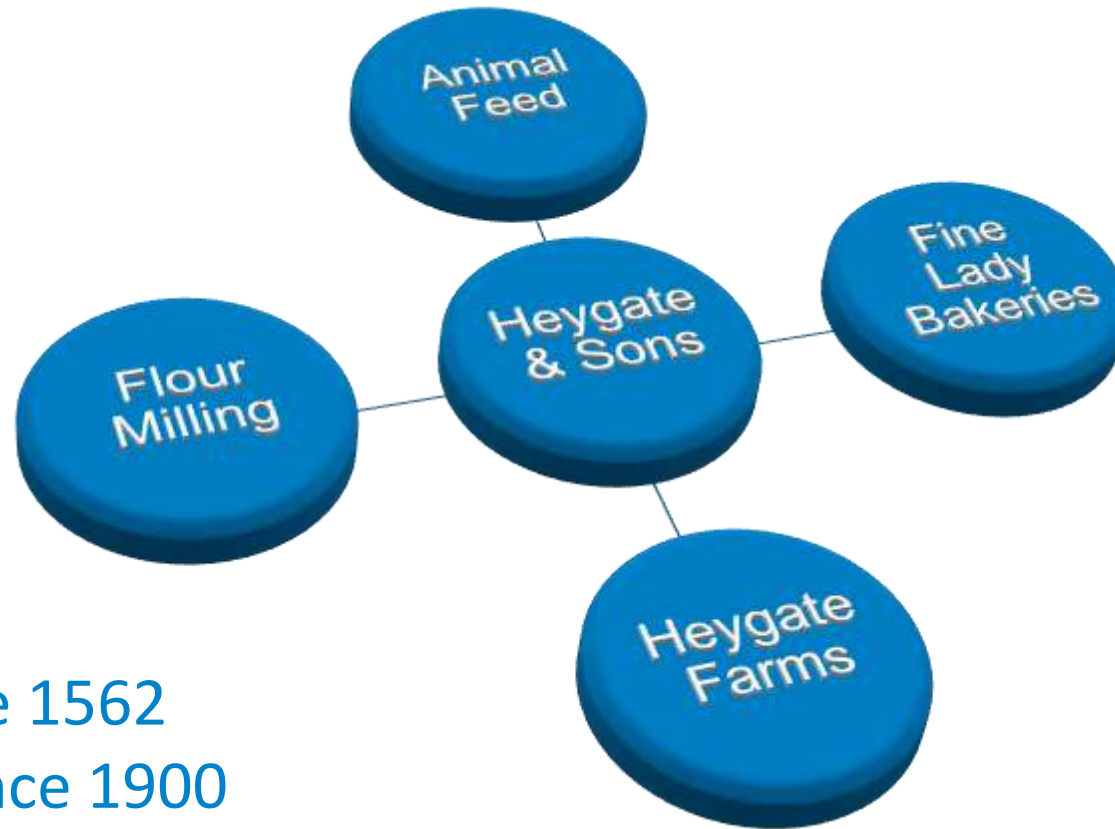 Animal
Feed
Fine
Lady
Bakeries
Heygate
& Sons
Flour
Milling
Heygate
Farms
e 1562
nce 1900